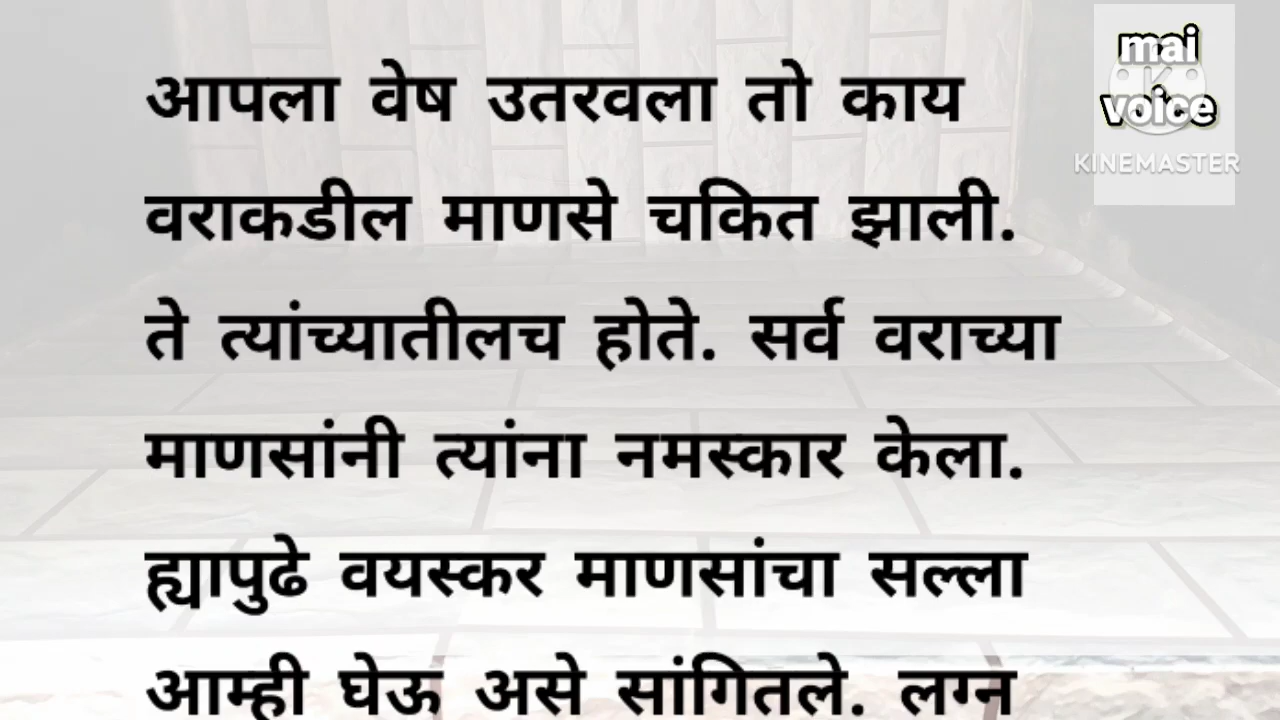 आपला वेष उतरवला तो काय
वराकडील माणसे चकित झाली.
ते त्यांच्यातीलच होते. सर्व वराच्या
माणसांनी त्यांना नमस्कार केला.
ह्यापुढे वयस्कर माणसांचा सल्ला
आम्ही घेऊ असे सांगितले. लग्न
mai
voice
KINEMASTER